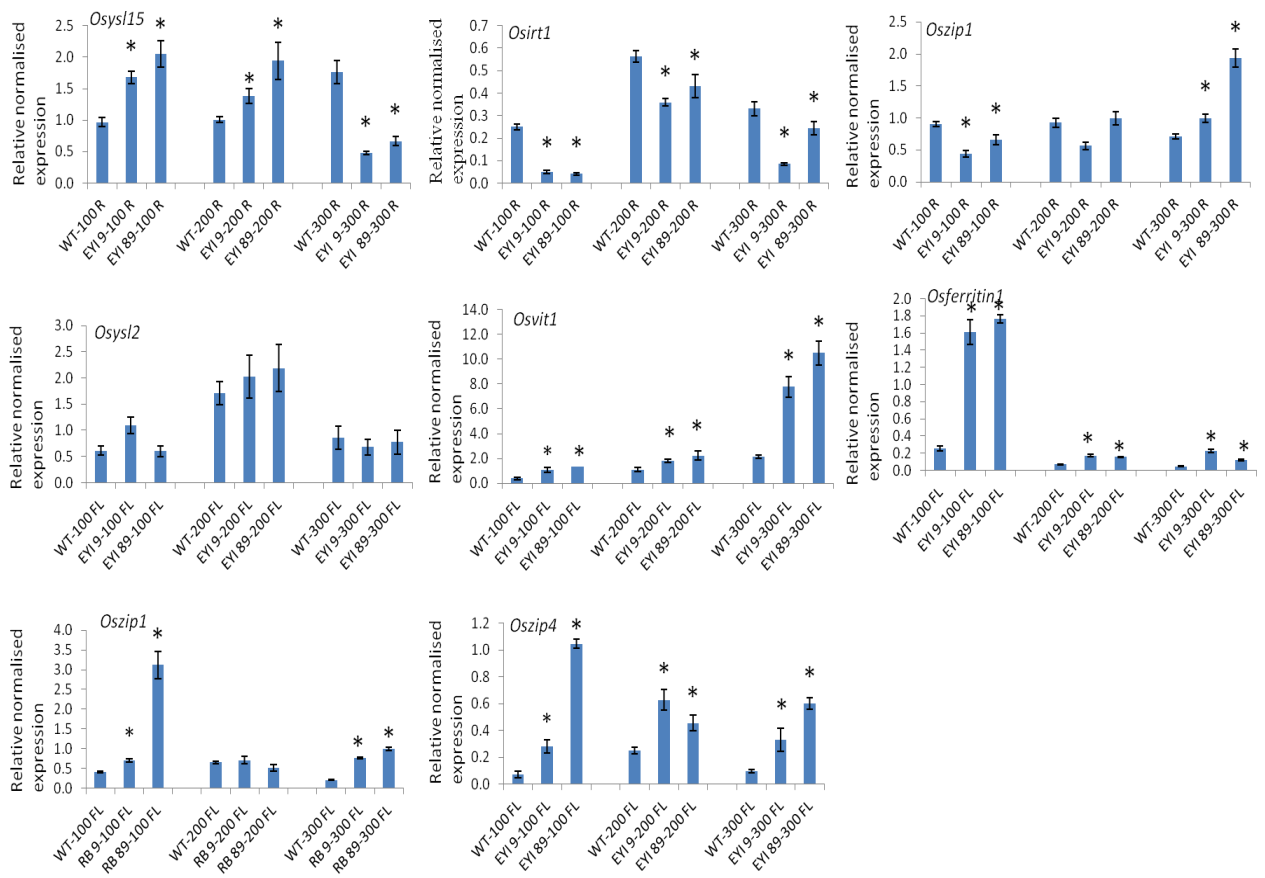 Osysl15
Relative normalised
expression
2.5
2.0
1.5
1.0
0.5
0.0
*
*
*
*
*
*
WT-100 R
EYI 9-100 R
EYI 89-100 R
WT-200 R
EYI 9-200 R
EYI 89-200 R
WT-300 R
EYI 9-300 R
EYI 89-300 R
Osirt1
Relative normalised
expression
0.7
0.6
0.5
0.4
0.3
0.2
0.1
0.0
*
*
*
*
*
*
WT-100 R
EYI 9-100 R
EYI 89-100 R
WT-200 R
EYI 9-200 R
EYI 89-200 R
WT-300 R
EYI 9-300 R
EYI 89-300 R
Oszip1
Relative normalised
expression
2.5
2.0
1.5
1.0
0.5
0.0
*
*
*
*
WT-100 R
EYI 9-100 R
EYI 89-100 R
WT-200 R
EYI 9-200 R
EYI 89-200 R
WT-300 R
EYI 9-300 R
EYI 89-300 R
Osysl2
Relative normalised
expression
3.0
2.5
2.0
1.5
1.0
0.5
0.0
WT-100 FL
EYI 9-100 FL
EYI 89-100 FL
WT-200 FL
EYI 9-200 FL
EYI 89-200 FL
WT-300 FL
EYI 9-300 FL
EYI 89-300 FL
Osvit1
Relative normalised
expression
14.0
12.0
10.0
8.0
6.0
4.0
2.0
0.0
*
*
*
*
*
*
WT-100 FL
EYI 9-100 FL
EYI 89-100 FL
WT-200 FL
EYI 9-200 FL
EYI 89-200 FL
WT-300 FL
EYI 9-300 FL
EYI 89-300 FL
Osferritin1
Relative normalised
expression
2.0
1.8
1.6
1.4
1.2
1.0
0.8
0.6
0.4
0.2
0.0
*
*
*
*
*
*
WT-100 FL
EYI 9-100 FL
EYI 89-100 FL
WT-200 FL
EYI 9-200 FL
EYI 89-200 FL
WT-300 FL
EYI 9-300 FL
EYI 89-300 FL
Oszip1
Relative normalised
expression
4.0
3.5
3.0
2.5
2.0
1.5
1.0
0.5
0.0
*
*
*
*
WT-100 FL
RB 9-100 FL
RB 89-100 FL
WT-200 FL
RB 9-200 FL
RB 89-200 FL
WT-300 FL
RB 9-300 FL
RB 89-300 FL
Oszip4
Relative normalised
expression
1.2
1.0
0.8
0.6
0.4
0.2
0.0
*
*
*
*
*
*
WT-100 FL
EYI 9-100 FL
EYI 89-100 FL
WT-200 FL
EYI 9-200 FL
EYI 89-200 FL
WT-300 FL
EYI 9-300 FL
EYI 89-300 FL